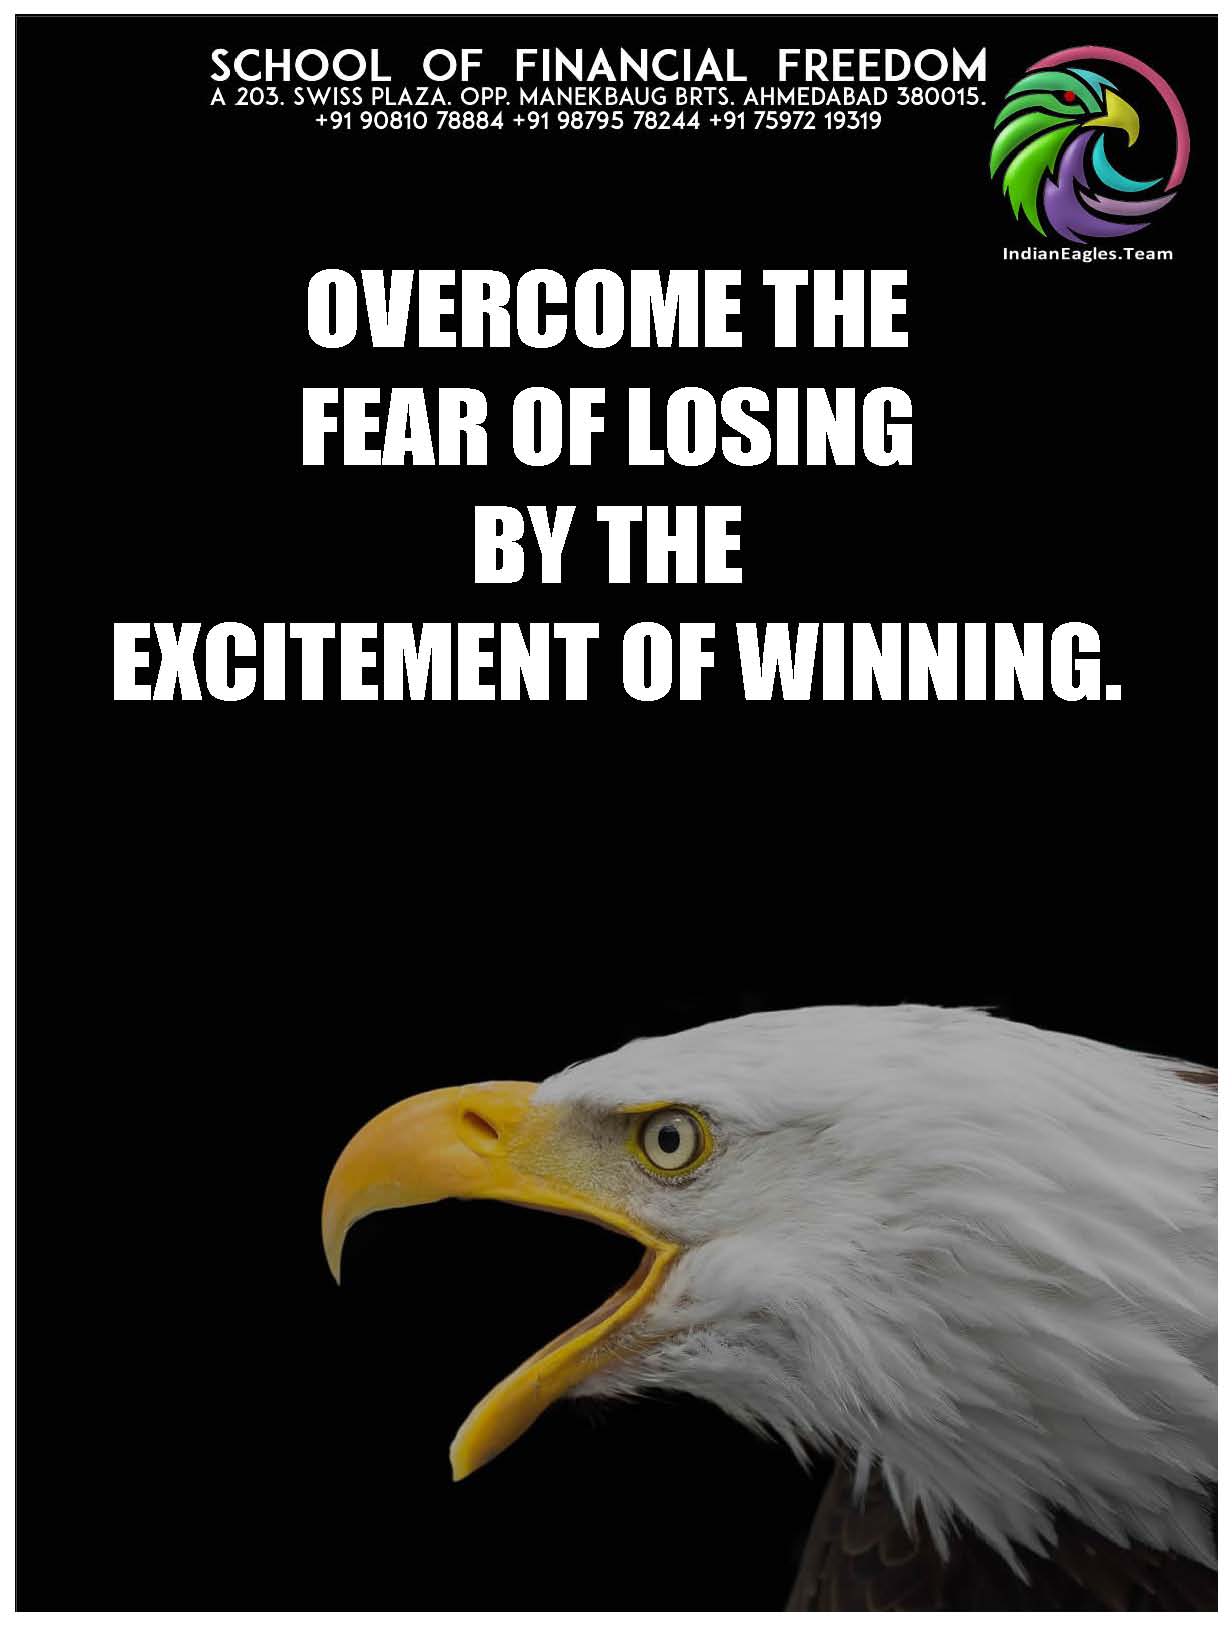 SCHOOL OF FINANCIAL FREEDOM
A 203. SWISS PLAZA. OPP. MANEKBAUG BRTS. AHMEDABAD 380015.
+91 90810 78884 +91 98795 78244 +91 75972 19319
IndianEagles.Team
OVERCOME THE
FEAR OF LOSING
BY THE
EXCITEMENT OF WINNING.